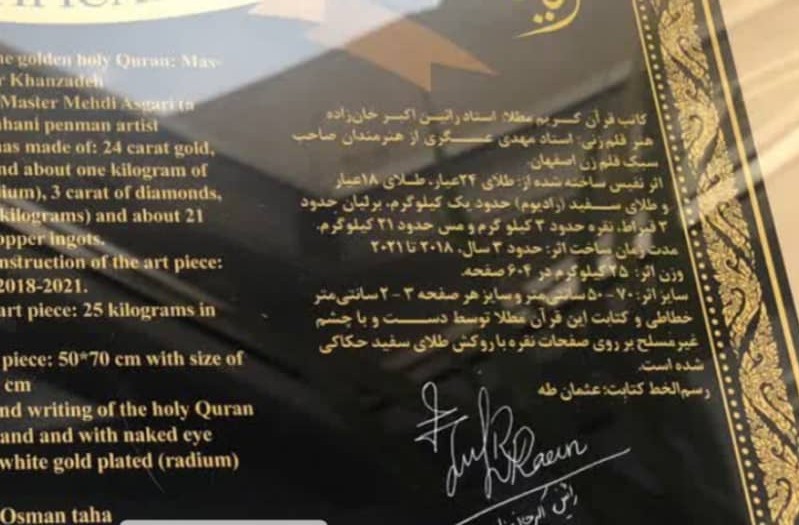 he golden holy Quran: Mas-
r Khanzadeh
Master Mehdi Asgari (a
ahani penman artist
has made of: 24 carat gold,
nd about one kilogram of
ium), 3 carat of diamonds,
kilograms) and about 21
opper ingots.
nstruction of the art piece:
2018-2021.
art piece: 25 kilograms in
piece: 50*70 cm with size of
cm
nd writing of the holy Quran
and and with naked eye
white gold plated (radium)
Osman taha
کاتب قرآن کریم مطلا: استاد رائین اکبر خان‌زاده
هنر قلم‌زنی: استاد مهدی عسگری از هنرمندان صاحب
سبک قلم زن اصفهان.
اثر نفیس ساخته شده از: طلای ۲۴عیار، طلای ۱۸عیار
و طلای سفید (رادیوم) حدود یک کیلوگرم، برلیان حدود
۳ قیراط، نقره حدود ۳ کیلو گرم و مس حدود ۲۱ کیلوگرم.
مدت زمان ساخت اثر: حدود ۳ سال، ۲۰۱۸ تا ۲۰۲۱
وزن اثر: ۲۵ کیلوگرم در ۶۰۴ صفحه.
سایز اثر: ۷۰-۵۰ سانتی‌متر و سایز هر صفحه ۳-۲ سانتی‌متر
خطاطی و کتابت این قرآن مطلا توسط دست و با چشم
غیرمسلح بر روی صفحات نقره با روکش طلای سفید حکاکی
شده است.
رسم‌الخط کتابت: عثمان طه